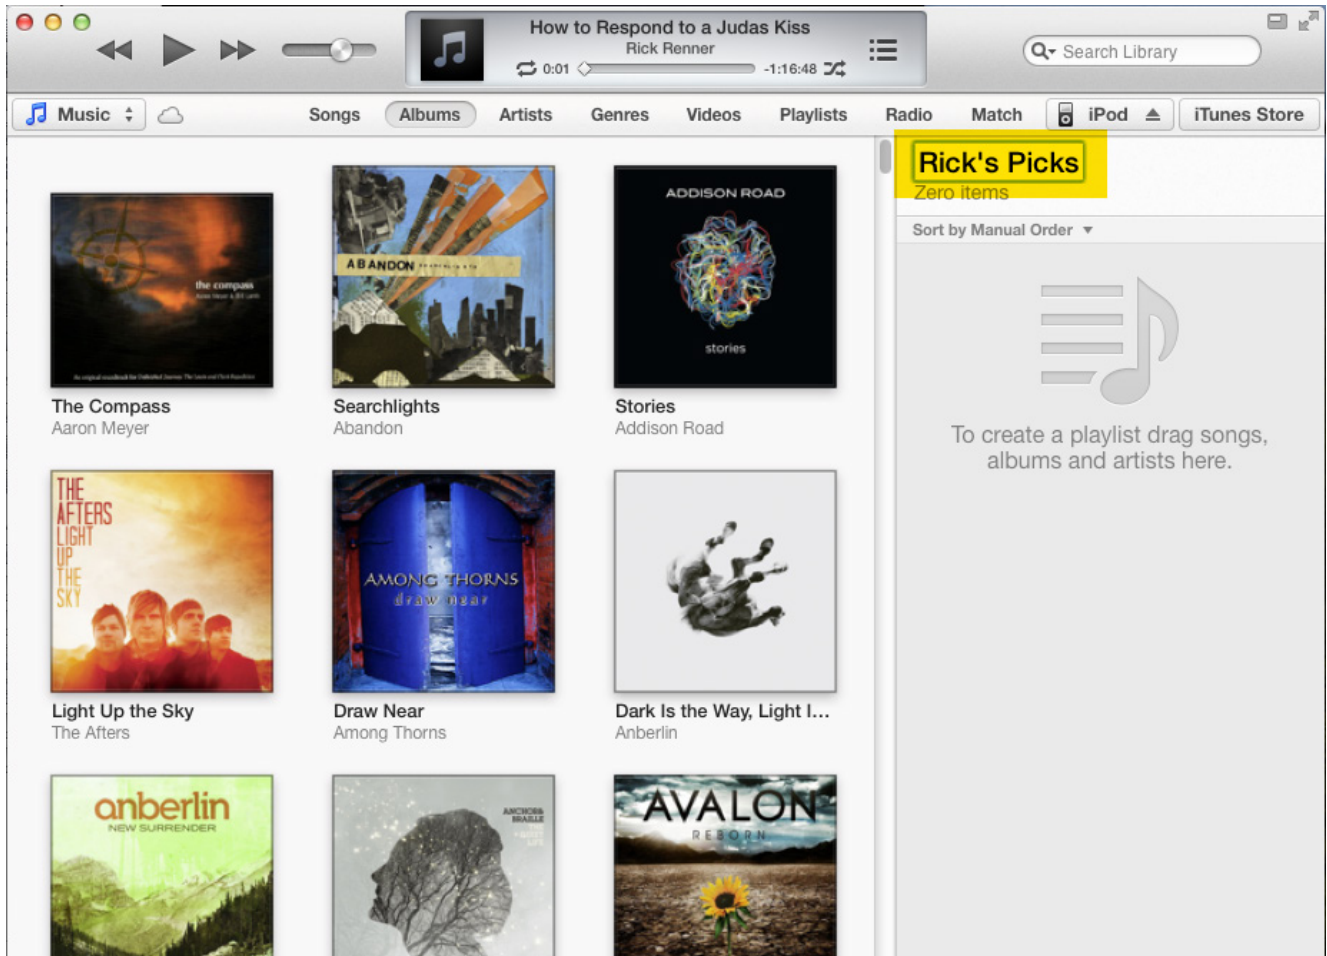 How to Respond to a Judas Kiss
Rick Renner
0:01 -1:16:48
Search Library
Music Songs Albums Artists Genres Videos Playlists Radio Match iPod iTunes Store
Rick's Picks
Zero items
Sort by Manual Order
To create a playlist drag songs,
albums and artists here.
the compass
The Compass
Aaron Meyer
ABANDON
Searchlights
Abandon
ADDISON ROAD
stories
Stories
Addison Road
THE
AFTERS
LIGHT
UP
THE
SKY
Light Up the Sky
The Afters
AMONG THORNS
draw near
Draw Near
Among Thorns
Dark Is the Way, Light I...
Anberlin
anberlin
NEW SURRENDER
ANCHOR &
BRAILLE
AVALON
REBORN